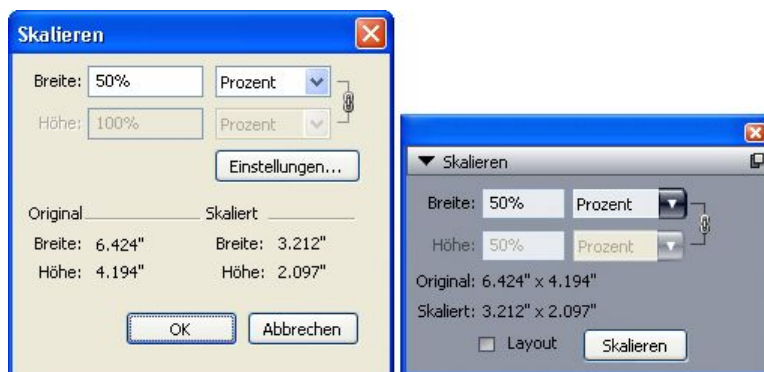 Skalieren
Breite: 50% Prozent
Höhe: 100% Prozent
Einstellungen...
Original Skaliert
Breite: 6.424" Breite: 3.212"
Höhe: 4.194" Höhe: 2.097"
OK Abbrechen
Skalieren
Breite: 50% Prozent
Höhe: 50% Prozent
Original: 6.424" x 4.194"
Skaliert: 3.212" x 2.097"
Layout Skalieren